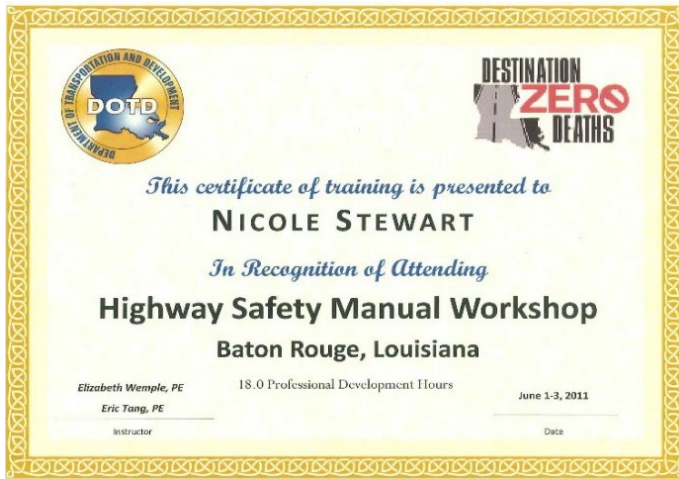 DEPARTMENT OF TRANSPORTATION AND DEVELOPMENT
DOTD
DESTINATION
ZERO
DEATHS
This certificate of training is presented to
NICOLE STEWART
In Recognition of Attending
Highway Safety Manual Workshop
Baton Rouge, Louisiana
18.0 Professional Development Hours
Elizabeth Wemple, PE
Eric Tang, PE
Instructor
June 1-3, 2011
Date